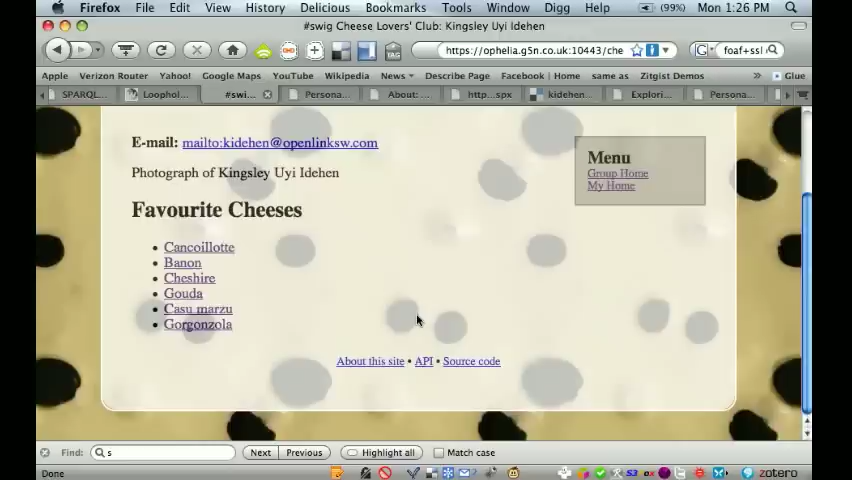 Firefox File Edit View History Delicious Bookmarks Tools Window Digg Help (99%) Mon 1:26 PM
#swig Cheese Lovers' Club: Kingsley Uyi Idehen
https://ophelia.g5n.co.uk:10443/che foaf+ssl
Apple Verizon Router Yahoo! Google Maps YouTube Wikipedia News Describe Page Facebook | Home same as Zitgist Demos » Glue
SPARQL... Loophol... #swig... Persona... About: ... http...spx kidehen... Explori... Persona...
E-mail: mailto:kidehen@openlinksw.com
Menu
Group Home
My Home
Photograph of Kingsley Uyi Idehen
Favourite Cheeses
• Cancoillotte
• Banon
• Cheshire
• Gouda
• Casu marzu
• Gorgonzola
About this site • API • Source code
Find: s Next Previous Highlight all Match case
Done S3 zotero